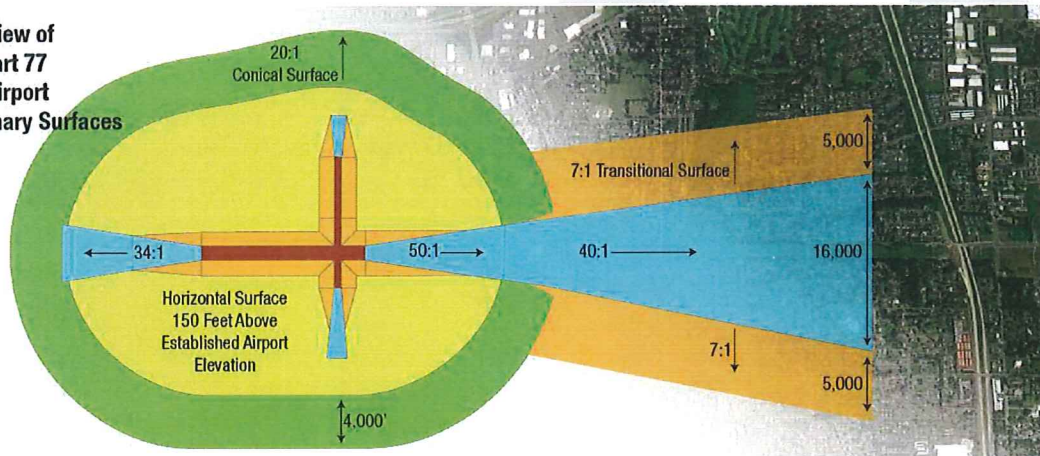 iew of
art 77
irport
nary Surfaces
20:1
Conical Surface
7:1 Transitional Surface
5,000
34:1
50:1
40:1
16,000
Horizontal Surface
150 Feet Above
Established Airport
Elevation
7:1
5,000
4,000'